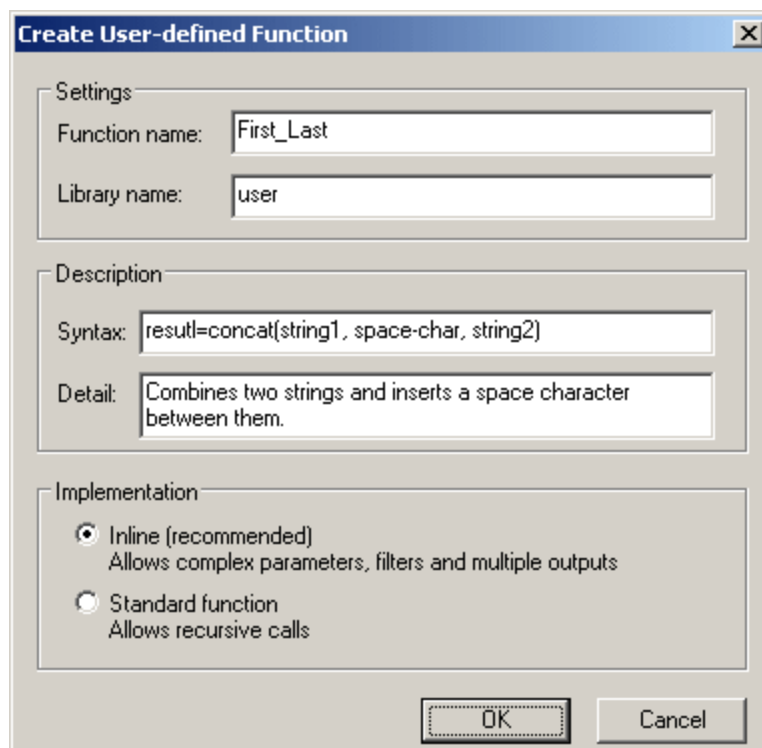 Create User-defined Function
Settings
Function name: First_Last
Library name: user
Description
Syntax: resutl=concat(string1, space-char, string2)
Detail: Combines two strings and inserts a space character
between them.
Implementation
Inline (recommended)
Allows complex parameters, filters and multiple outputs
Standard function
Allows recursive calls
OK Cancel